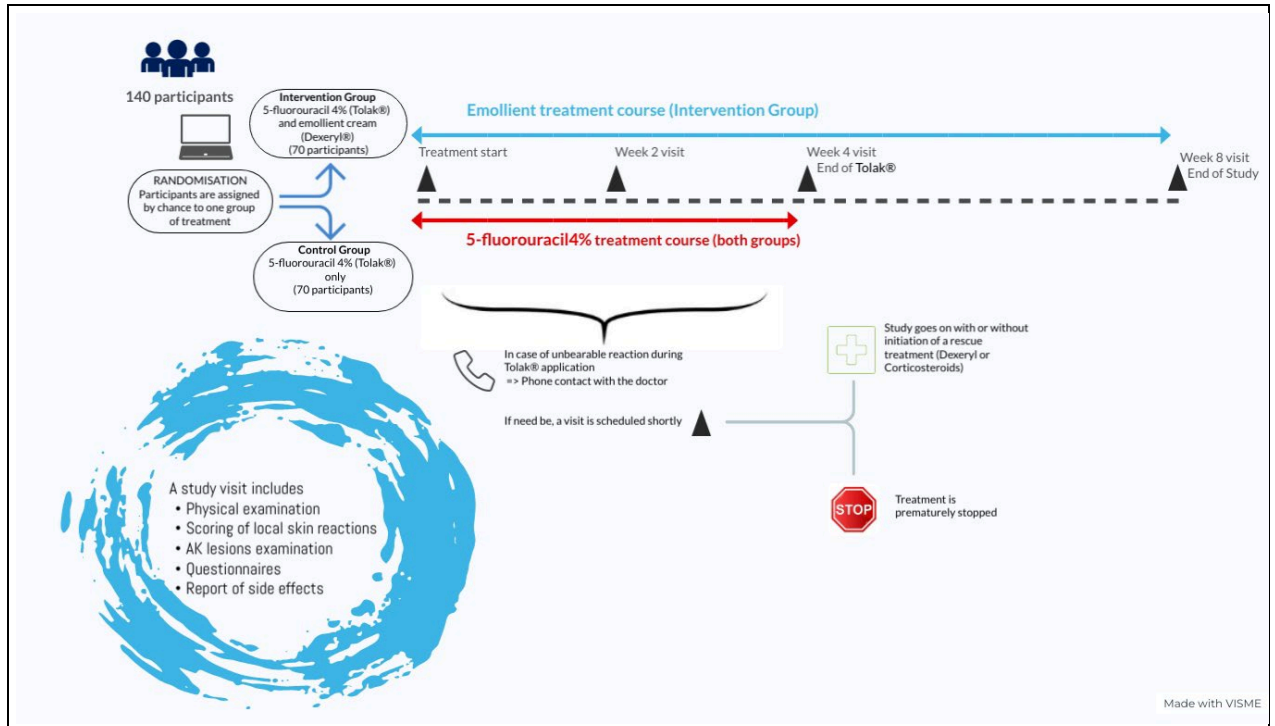 140 participants
Intervention Group
5-fluorouracil 4% (Tolak®)
and emollient cream
(Dexeryl®)
(70 participants)
RANDOMISATION
Participants are assigned
by chance to one group
of treatment
Control Group
5-fluorouracil 4% (Tolak®)
only
(70 participants)
Emollient treatment course (Intervention Group)
Treatment start
Week 2 visit
Week 4 visit
End of Tolak®
Week 8 visit
End of Study
5-fluorouracil4% treatment course (both groups)
In case of unbearable reaction during
Tolak® application
=> Phone contact with the doctor
If need be, a visit is scheduled shortly
Study goes on with or without
initiation of a rescue
treatment (Dexeryl or
Corticosteroids)
STOP
Treatment is
prematurely stopped
A study visit includes
• Physical examination
• Scoring of local skin reactions
• AK lesions examination
• Questionnaires
• Report of side effects
Made with VISME